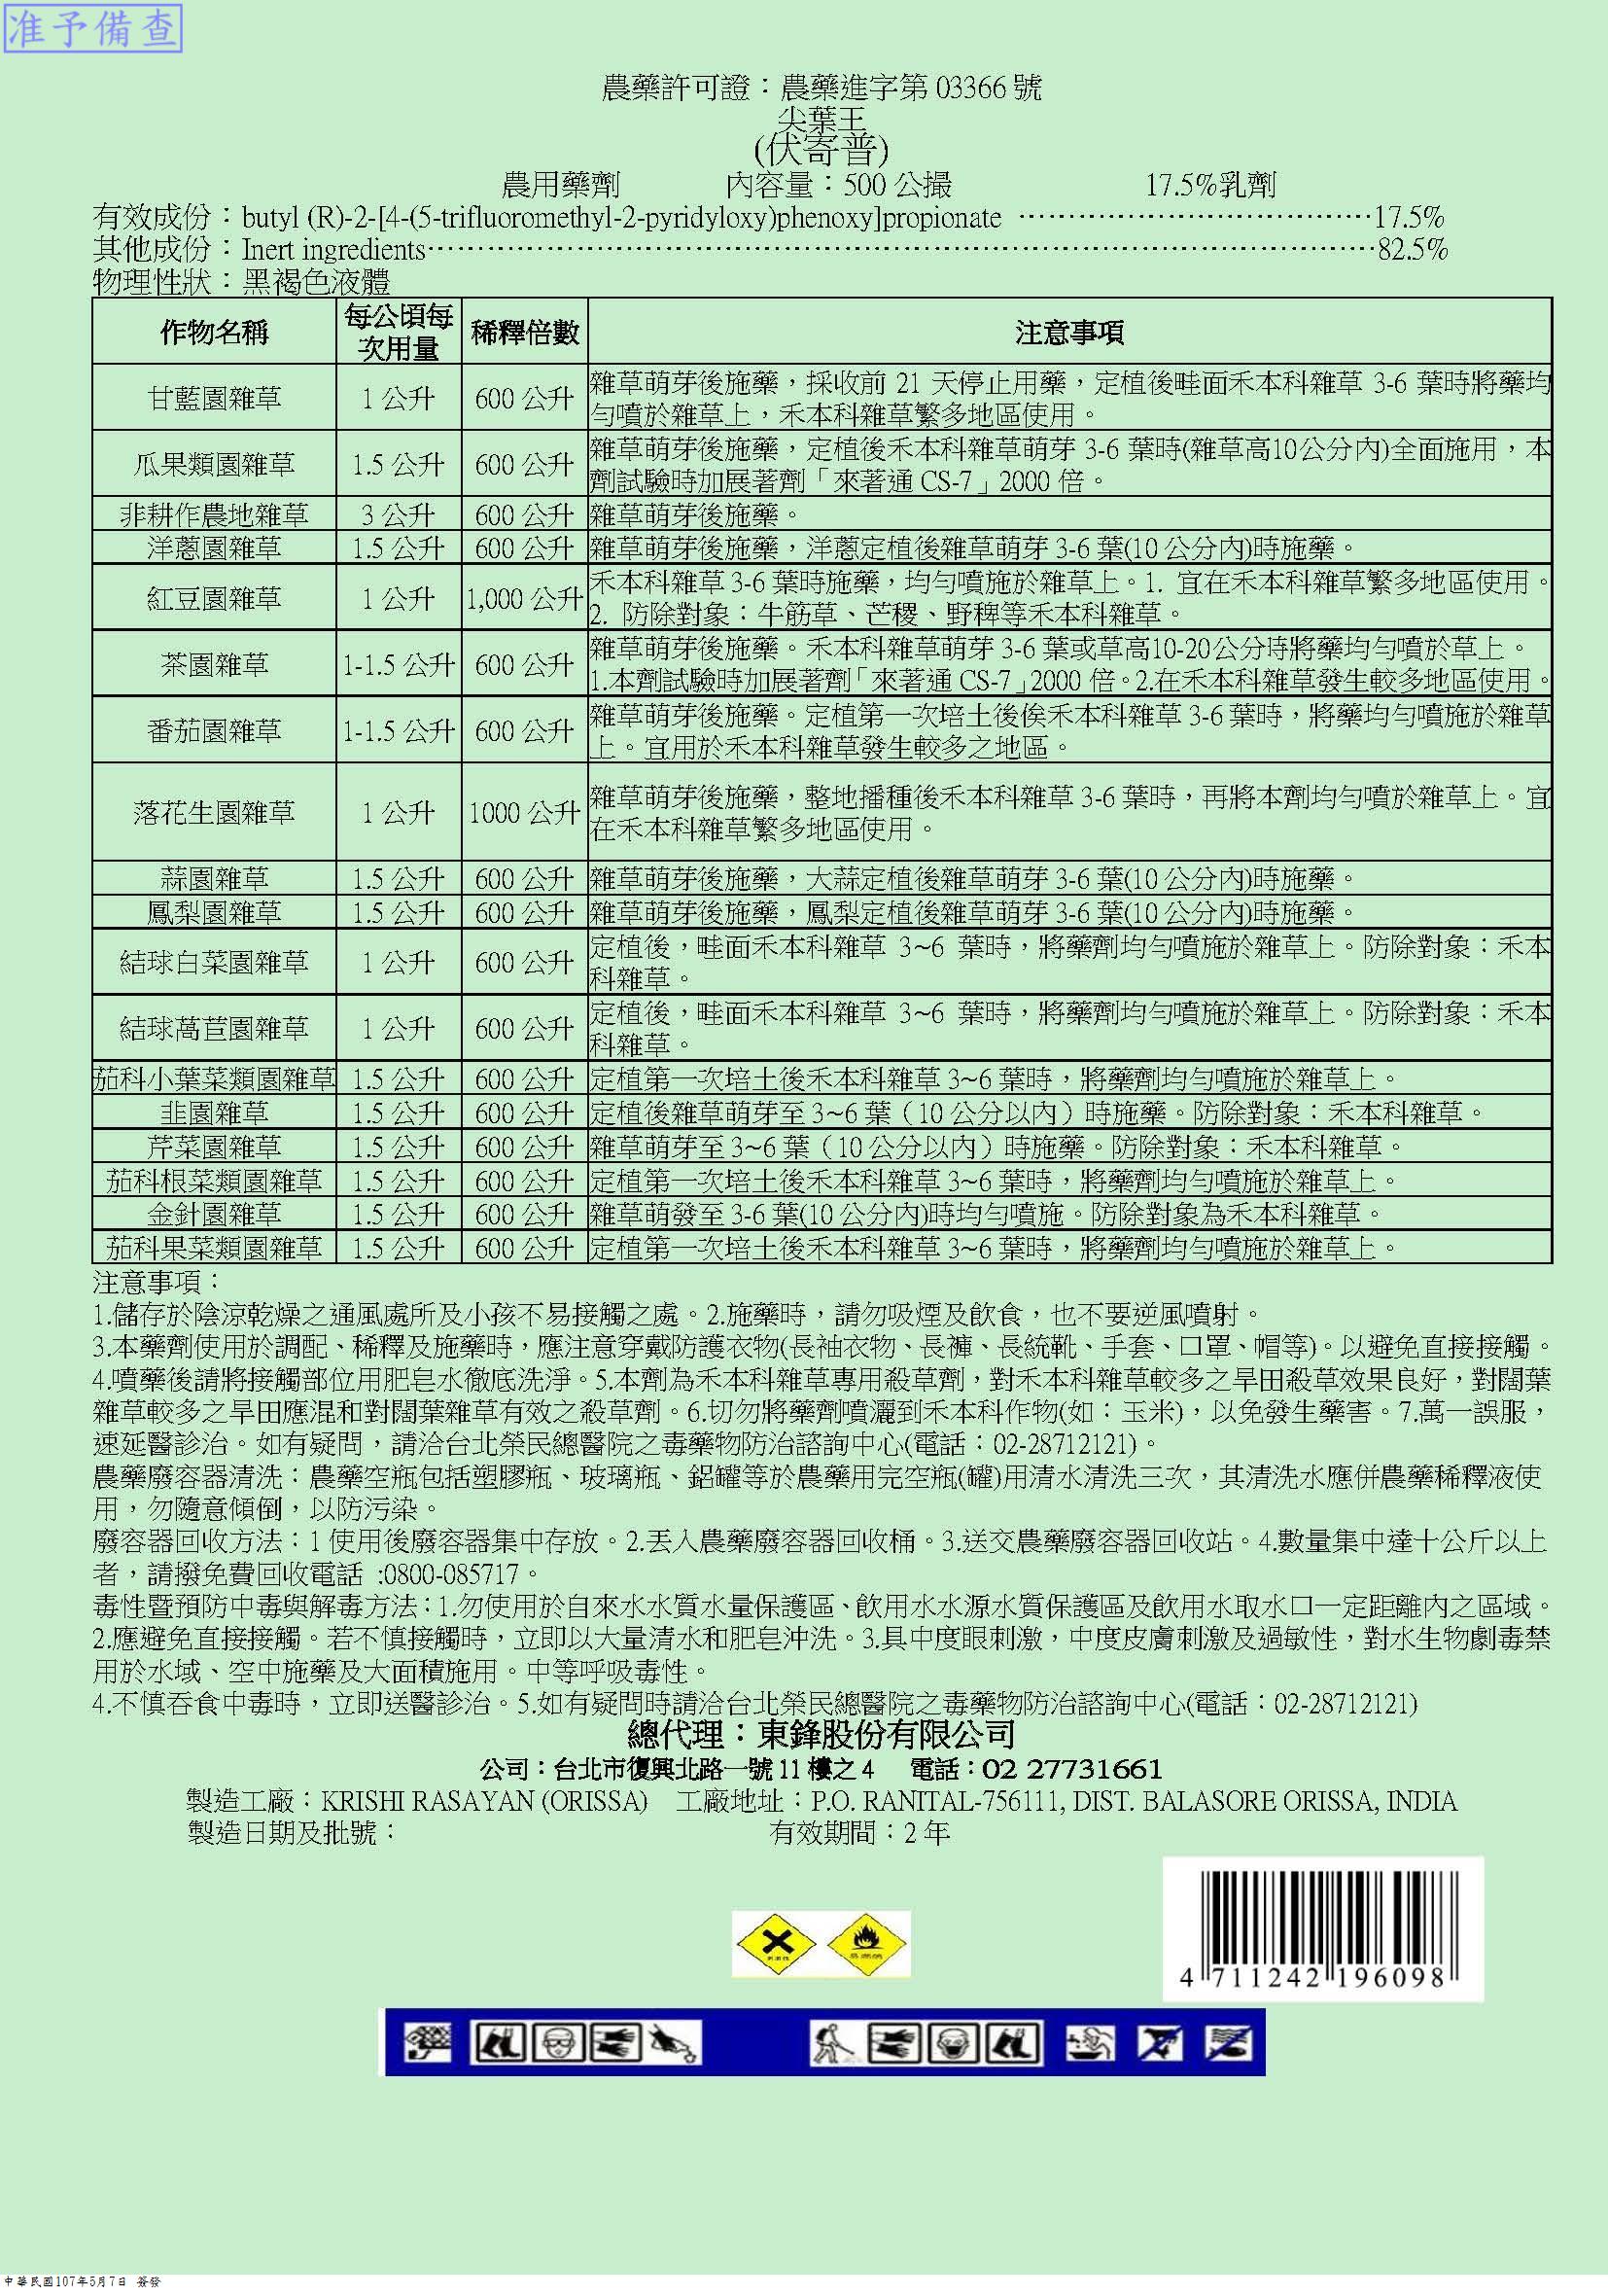 准予備查
農藥許可證：農藥進字第 03366 號
尖葉王
(伏寄普)
農用藥劑 內容量：500 公撮 17.5%乳劑
有效成份：butyl (R)-2-[4-(5-trifluoromethyl-2-pyridyloxy)phenoxy]propionate ……………………………17.5%
其他成份：Inert ingredients……………………………………………………………………………82.5%
物理性狀：黑褐色液體
作物名稱 每公頃每次用量 稀釋倍數 注意事項
甘藍園雜草 1 公升 600 公升 雜草萌芽後施藥，採收前 21 天停止用藥，定植後畦面禾本科雜草 3-6 葉時將藥均
勻噴於雜草上，禾本科雜草繁多地區使用。
瓜果類園雜草 1.5 公升 600 公升 雜草萌芽後施藥，定植後禾本科雜草萌芽 3-6 葉時(雜草高10公分內)全面施用，本
劑試驗時加展著劑「來著通 CS-7」2000 倍。
非耕作農地雜草 3 公升 600 公升 雜草萌芽後施藥。
洋蔥園雜草 1.5 公升 600 公升 雜草萌芽後施藥，洋蔥定植後雜草萌芽 3-6 葉(10 公分內)時施藥。
紅豆園雜草 1 公升 1,000 公升 禾本科雜草 3-6 葉時施藥，均勻噴施於雜草上。1. 宜在禾本科雜草繁多地區使用。
2. 防除對象：牛筋草、芒稷、野稗等禾本科雜草。
茶園雜草 1-1.5 公升 600 公升 雜草萌芽後施藥。禾本科雜草萌芽 3-6 葉或草高10-20公分時將藥均勻噴於草上。
1.本劑試驗時加展著劑「來著通 CS-7」2000 倍。2.在禾本科雜草發生較多地區使用。
番茄園雜草 1-1.5 公升 600 公升 雜草萌芽後施藥。定植第一次培土後俟禾本科雜草 3-6 葉時，將藥均勻噴施於雜草
上。宜用於禾本科雜草發生較多之地區。
落花生園雜草 1 公升 1000 公升 雜草萌芽後施藥，整地播種後禾本科雜草 3-6 葉時，再將本劑均勻噴於雜草上。宜
在禾本科雜草繁多地區使用。
蒜園雜草 1.5 公升 600 公升 雜草萌芽後施藥，大蒜定植後雜草萌芽 3-6 葉(10 公分內)時施藥。
鳳梨園雜草 1.5 公升 600 公升 雜草萌芽後施藥，鳳梨定植後雜草萌芽 3-6 葉(10 公分內)時施藥。
結球白菜園雜草 1 公升 600 公升 定植後，畦面禾本科雜草 3~6 葉時，將藥劑均勻噴施於雜草上。防除對象：禾本
科雜草。
結球萵苣園雜草 1 公升 600 公升 定植後，畦面禾本科雜草 3~6 葉時，將藥劑均勻噴施於雜草上。防除對象：禾本
科雜草。
茄科小葉菜類園雜草 1.5 公升 600 公升 定植第一次培土後禾本科雜草 3~6 葉時，將藥劑均勻噴施於雜草上。
韭園雜草 1.5 公升 600 公升 定植後雜草萌芽至 3~6 葉（10 公分以內）時施藥。防除對象：禾本科雜草。
芹菜園雜草 1.5 公升 600 公升 雜草萌芽至 3~6 葉（10 公分以內）時施藥。防除對象：禾本科雜草。
茄科根菜類園雜草 1.5 公升 600 公升 定植第一次培土後禾本科雜草 3~6 葉時，將藥劑均勻噴施於雜草上。
金針園雜草 1.5 公升 600 公升 雜草萌發至 3-6 葉(10 公分內)時均勻噴施。防除對象為禾本科雜草。
茄科果菜類園雜草 1.5 公升 600 公升 定植第一次培土後禾本科雜草 3~6 葉時，將藥劑均勻噴施於雜草上。
注意事項：
1.儲存於陰涼乾燥之通風處所及小孩不易接觸之處。2.施藥時，請勿吸煙及飲食，也不要逆風噴射。
3.本藥劑使用於調配、稀釋及施藥時，應注意穿戴防護衣物(長袖衣物、長褲、長統靴、手套、口罩、帽等)。以避免直接接觸。
4.噴藥後請將接觸部位用肥皂水徹底洗淨。5.本劑為禾本科雜草專用殺草劑，對禾本科雜草較多之旱田殺草效果良好，對闊葉
雜草較多之旱田應混和對闊葉雜草有效之殺草劑。6.切勿將藥劑噴灑到禾本科作物(如：玉米)，以免發生藥害。7.萬一誤服，
速延醫診治。如有疑問，請洽台北榮民總醫院之毒藥物防治諮詢中心(電話：02-28712121)。
農藥廢容器清洗：農藥空瓶包括塑膠瓶、玻璃瓶、鋁罐等於農藥用完空瓶(罐)用清水清洗三次，其清洗水應併農藥稀釋液使
用，勿隨意傾倒，以防污染。
廢容器回收方法：1 使用後廢容器集中存放。2.丟入農藥廢容器回收桶。3.送交農藥廢容器回收站。4.數量集中達十公斤以上
者，請撥免費回收電話 :0800-085717。
毒性暨預防中毒與解毒方法：1.勿使用於自來水水質水量保護區、飲用水水源水質保護區及飲用水取水口一定距離內之區域。
2.應避免直接接觸。若不慎接觸時，立即以大量清水和肥皂沖洗。3.具中度眼刺激，中度皮膚刺激及過敏性，對水生物劇毒禁
用於水域、空中施藥及大面積施用。中等呼吸毒性。
4.不慎吞食中毒時，立即送醫診治。5.如有疑問時請洽台北榮民總醫院之毒藥物防治諮詢中心(電話：02-28712121)
總代理：東鋒股份有限公司
公司：台北市復興北路一號 11 樓之 4 電話：02 27731661
製造工廠：KRISHI RASAYAN (ORISSA) 工廠地址：P.O. RANITAL-756111, DIST. BALASORE ORISSA, INDIA
製造日期及批號： 有效期間：2 年
4 711242 196098
中華民國107年5月7日 簽發